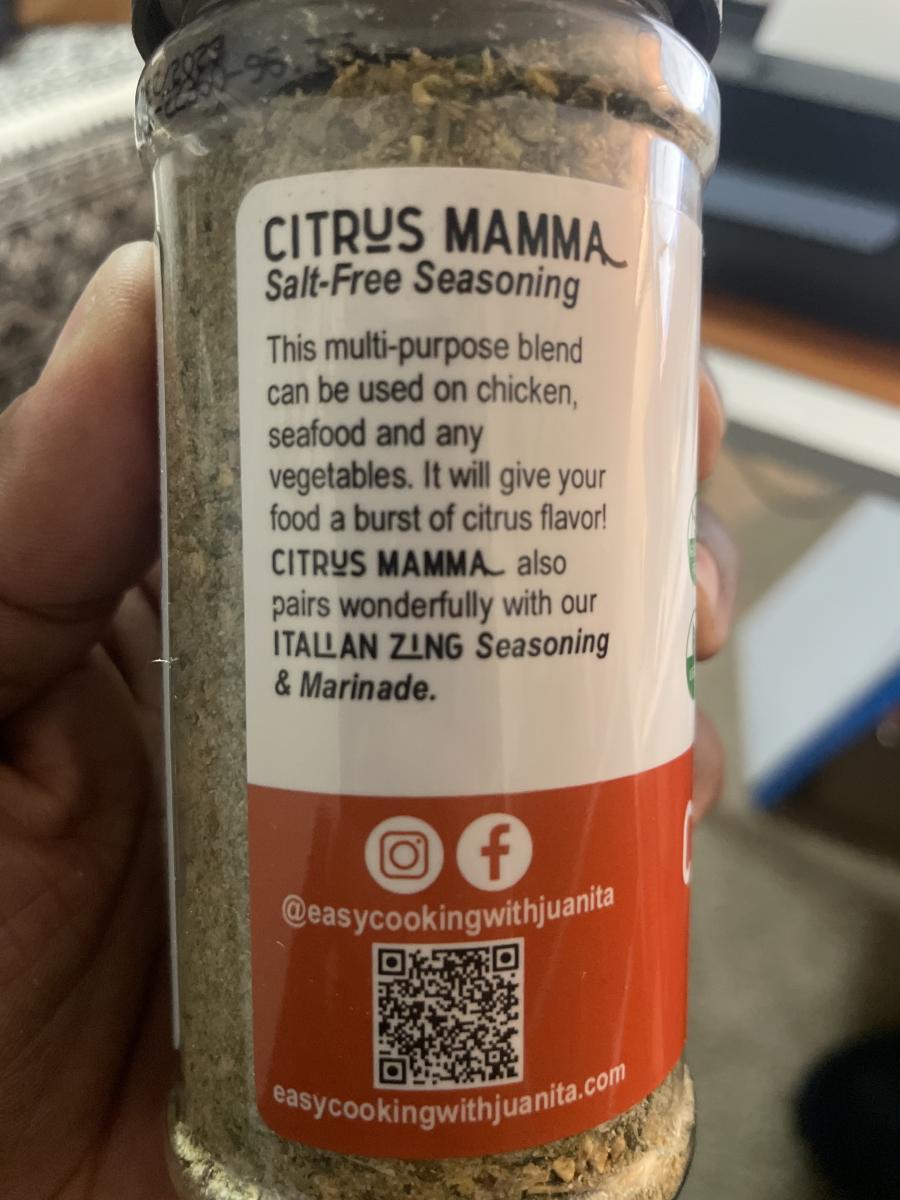 CITRUS MAMMA
Salt-Free Seasoning
This multi-purpose blend
can be used on chicken,
seafood and any
vegetables. It will give your
food a burst of citrus flavor!
CITRUS MAMMA also
pairs wonderfully with our
ITALIAN ZING Seasoning
& Marinade.
@easycookingwithjuanita
easycookingwithjuanita.com